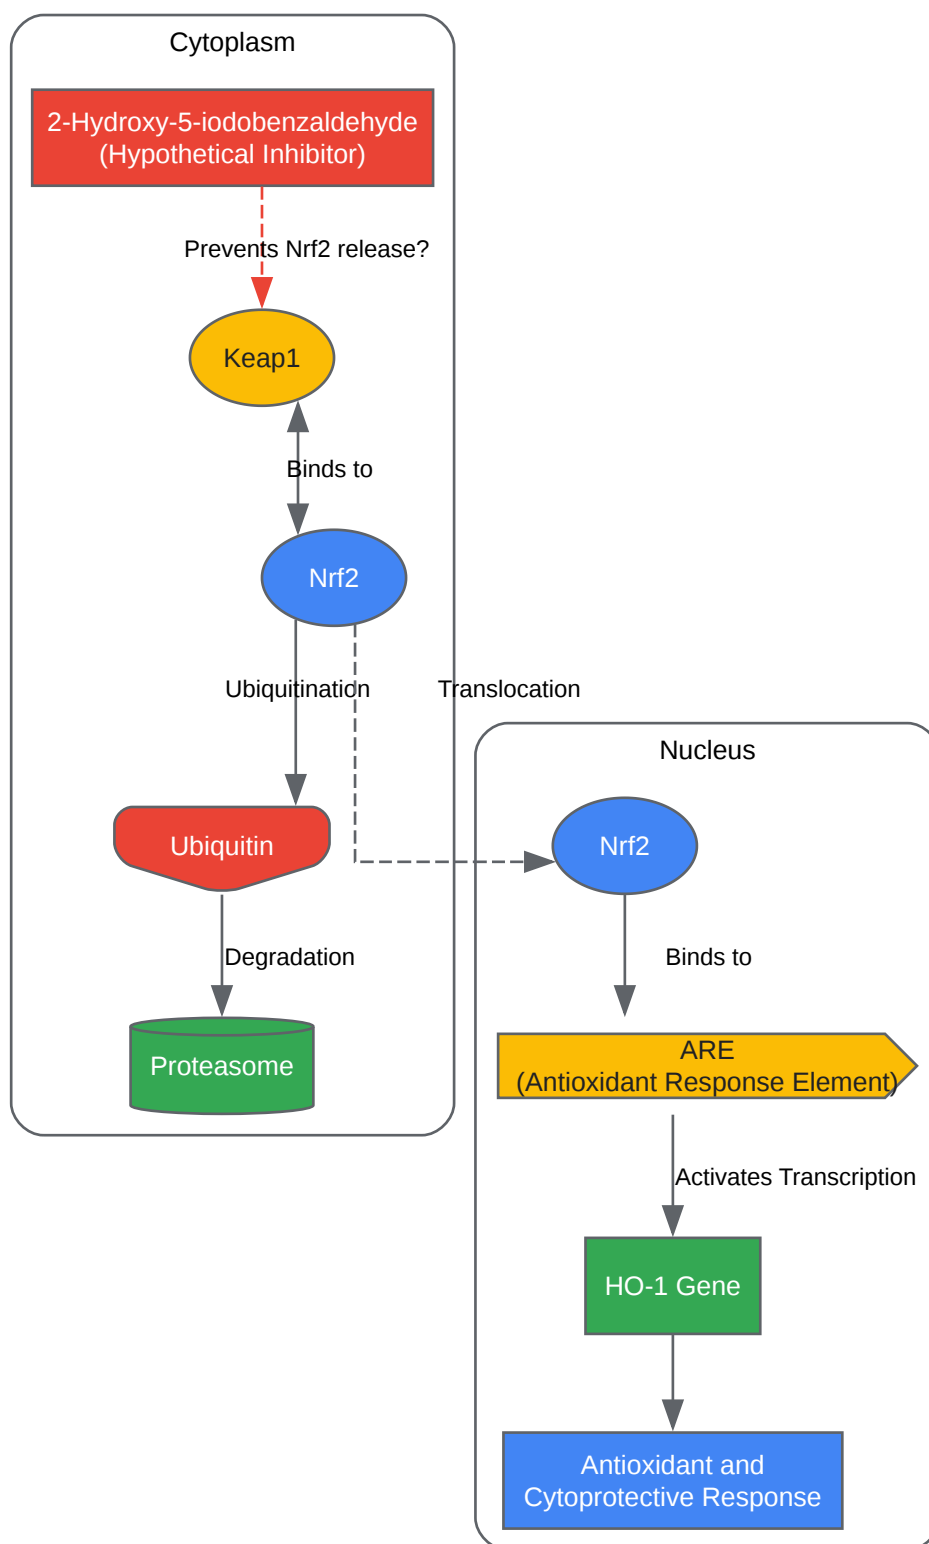 Cytoplasm
2-Hydroxy-5-iodobenzaldehyde
(Hypothetical Inhibitor)
Prevents Nrf2 release?
Keap1
Binds to
Nrf2
Ubiquitination
Translocation
Ubiquitin
Degradation
Proteasome
Nucleus
Nrf2
Binds to
ARE
(Antioxidant Response Element)
Activates Transcription
HO-1 Gene
Antioxidant and
Cytoprotective Response